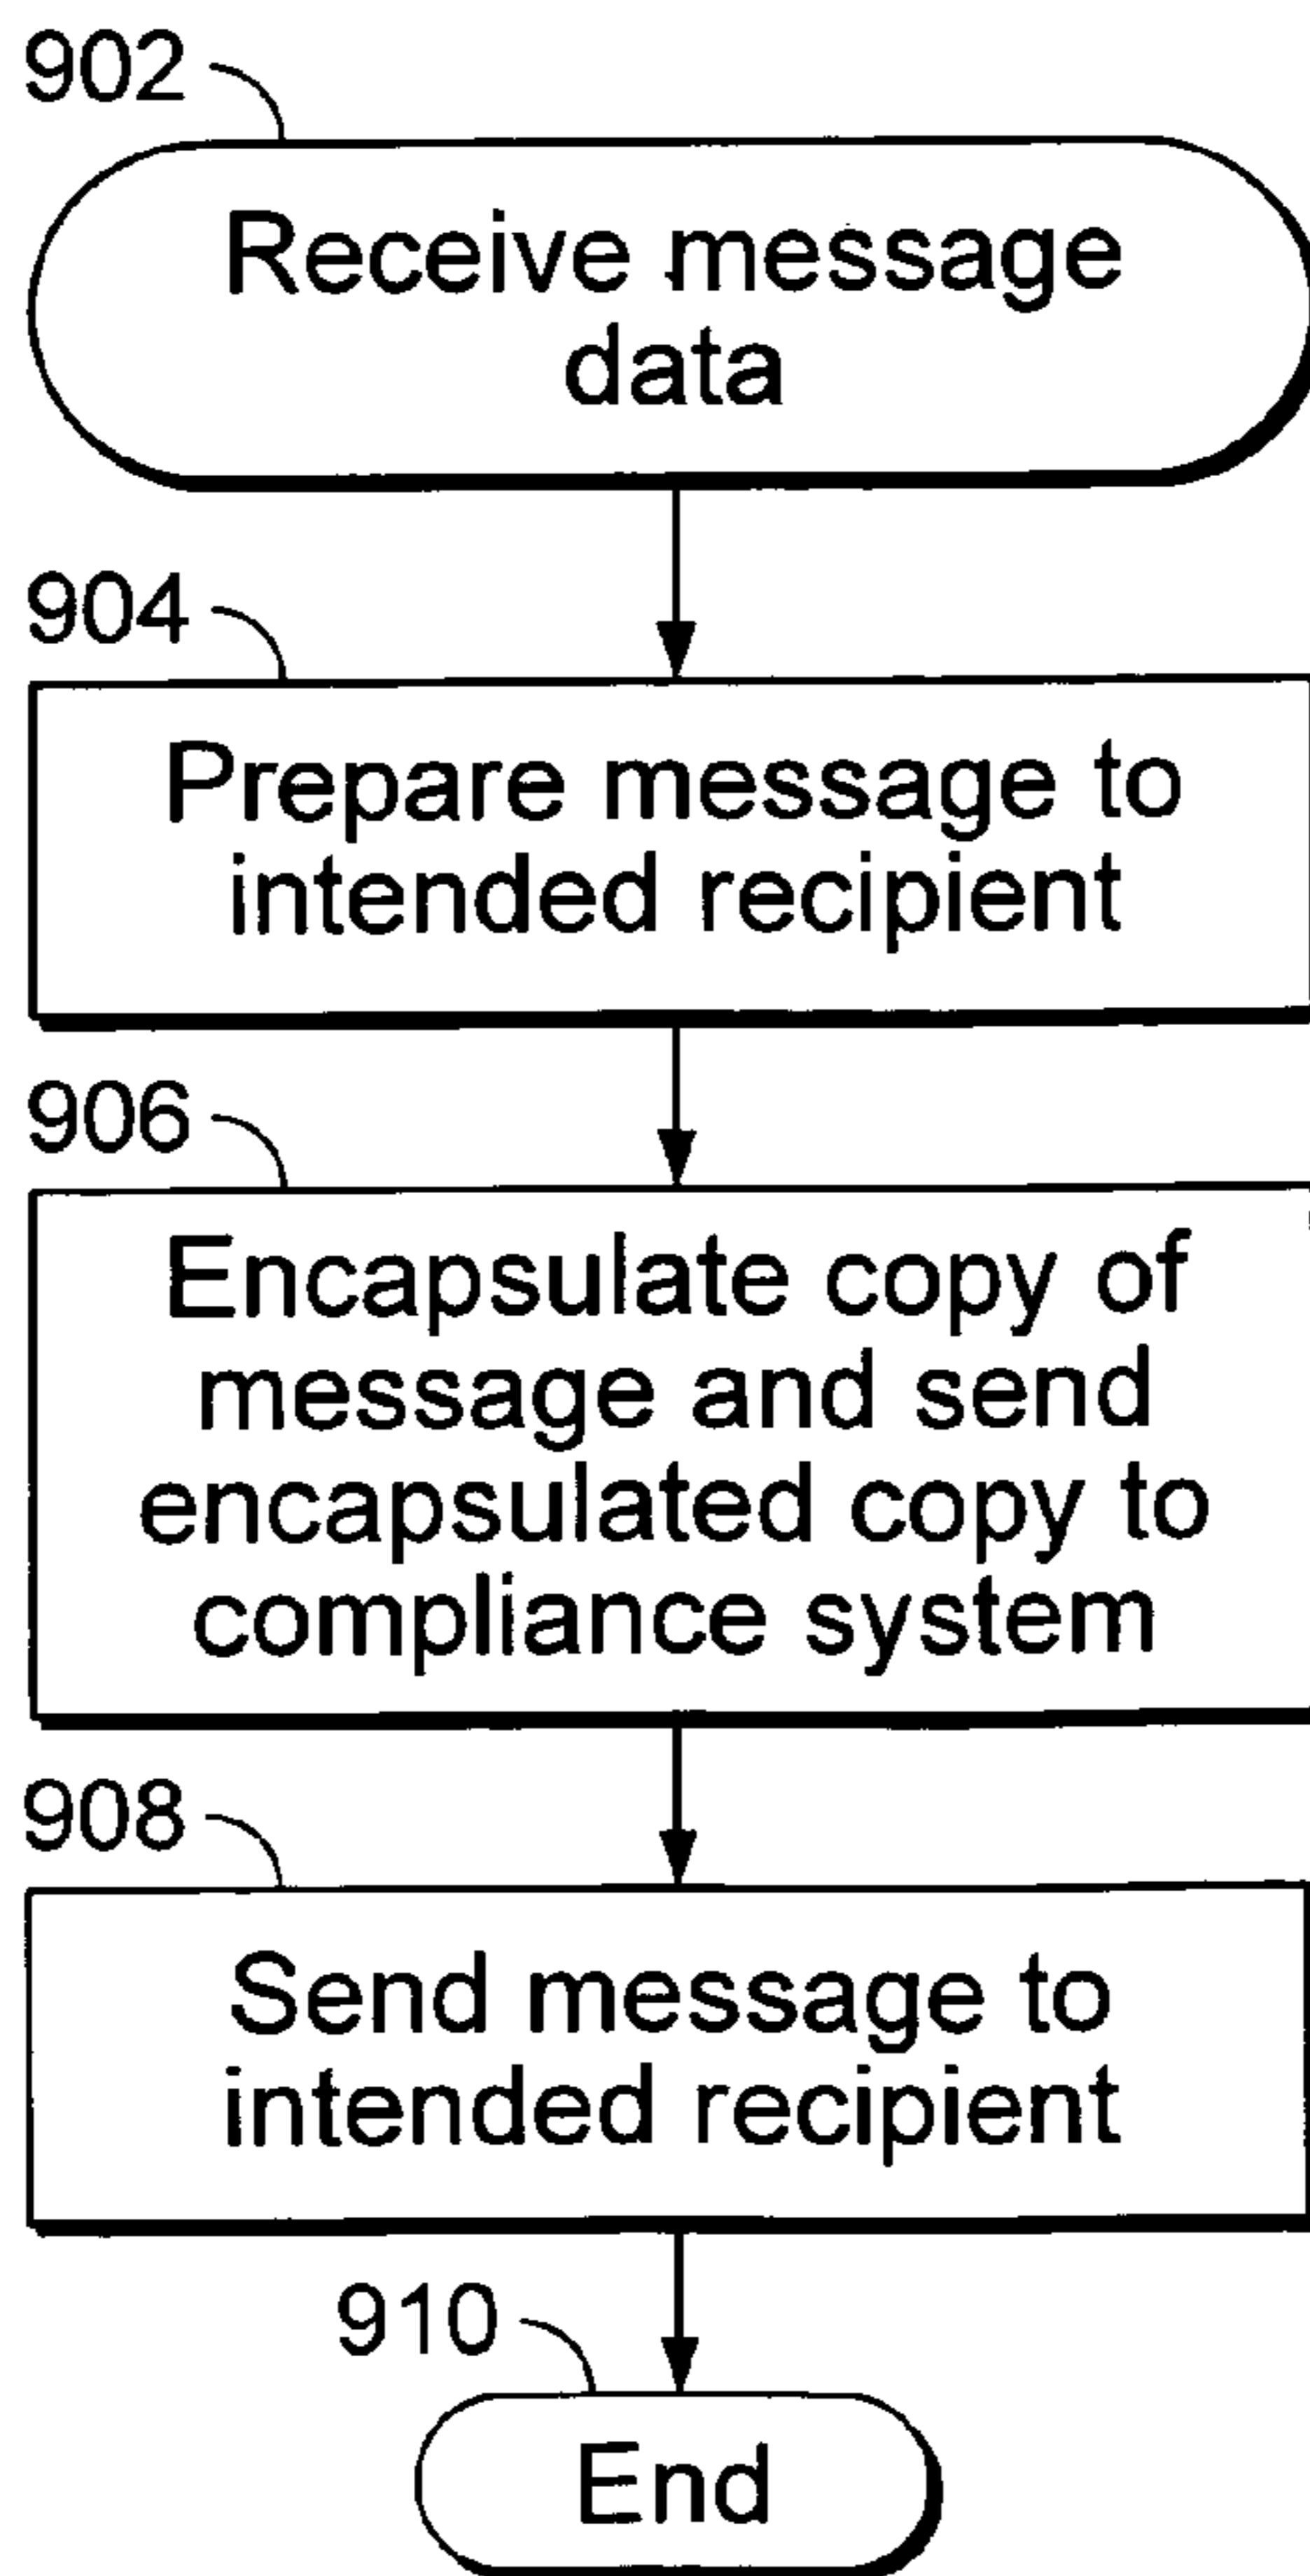 902
Receive message
data
904
Prepare message to
intended recipient
906
Encapsulate copy of
message and send
encapsulated copy to
compliance system
908
Send message to
intended recipient
910
End